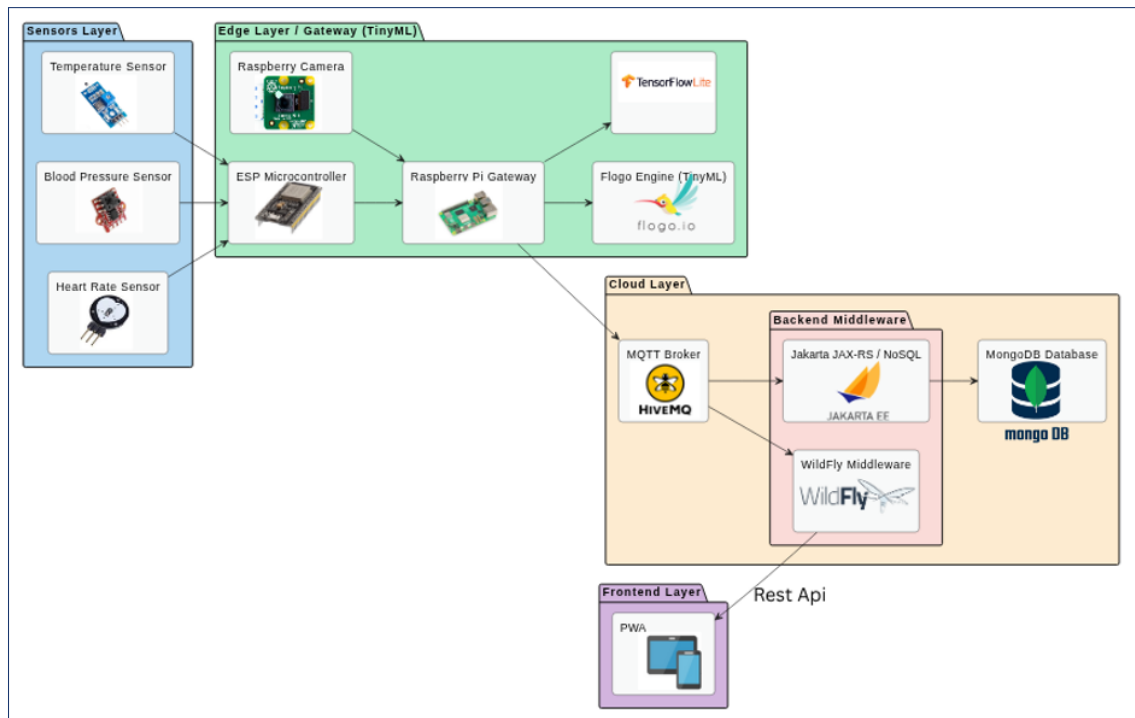 Sensors Layer
Temperature Sensor
Blood Pressure Sensor
Heart Rate Sensor
Edge Layer / Gateway (TinyML)
Raspberry Camera
ESP Microcontroller
Raspberry Pi Gateway
TensorFlowLite
Flogo Engine (TinyML)
flogo.io
Cloud Layer
MQTT Broker
HIVEMQ
Backend Middleware
Jakarta JAX-RS / NoSQL
JAKARTA EE
WildFly Middleware
WildFly
MongoDB Database
mongo DB
Rest Api
Frontend Layer
PWA